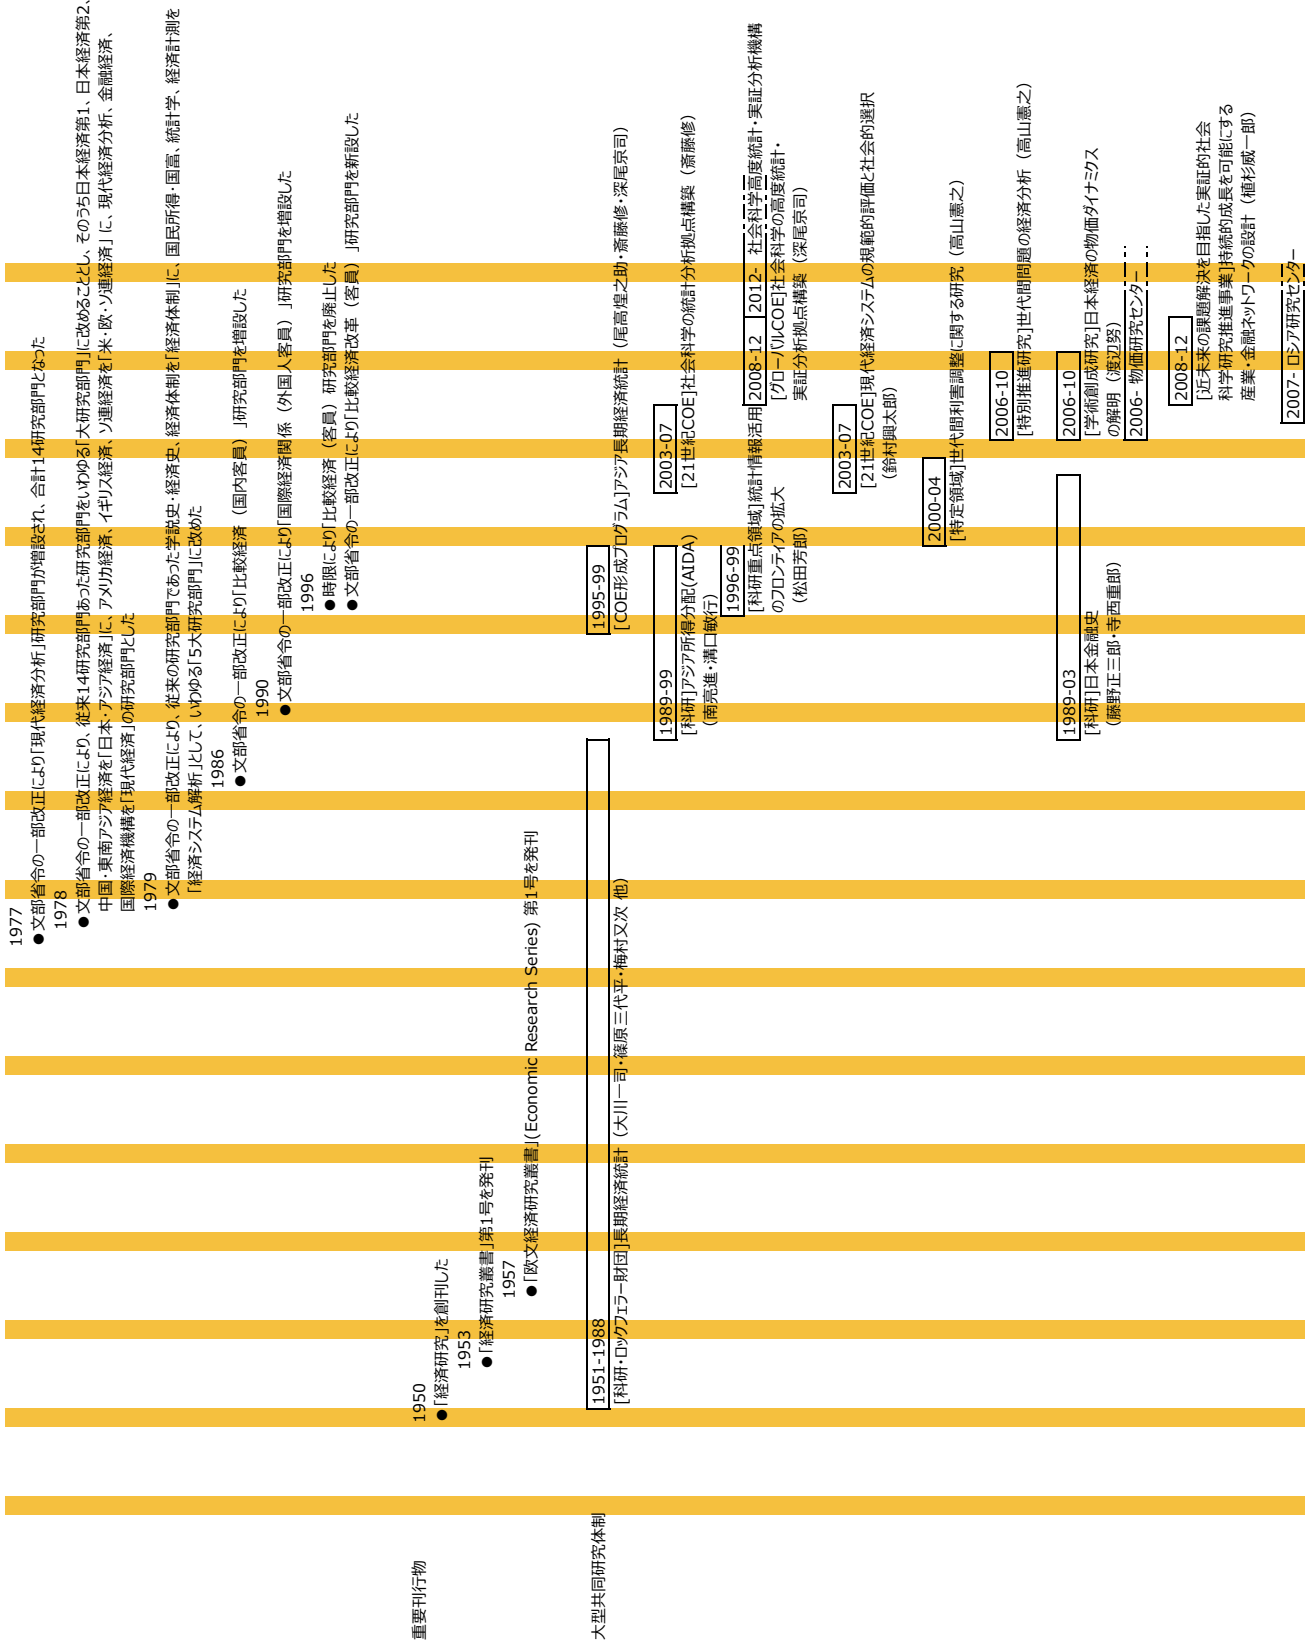 1977
●文部省令の一部改正により「現代経済分析」研究部門が増設され、合計14研究部門となった
1978
●文部省令の一部改正により、従来14研究部門あった研究部門をいわゆる「大研究部門」に改めることとし、そのうち日本経済第1、日本経済第2、
中国・東南アジア経済を「日本・アジア経済」に、アメリカ経済、イギリス経済、ソ連経済を「米・欧・ソ連経済」に、現代経済分析、金融経済、
国際経済機構を「現代経済」の研究部門とした
1979
●文部省令の一部改正により、従来の研究部門であった学説史・経済史、経済体制を「経済体制」に、国民所得・国富、統計学、経済計測を
「経済システム解析」として、いわゆる「5大研究部門」に改めた
1986
●文部省令の一部改正により「比較経済（国内客員）」研究部門を増設した
1990
●文部省令の一部改正により「国際経済関係（外国人客員）」研究部門を増設した
1996
●時限により「比較経済（客員）研究部門を廃止した
●文部省令の一部改正により「比較経済改革（客員）」研究部門を新設した
重要刊行物
1950
●「経済研究」を創刊した
1953
●「経済研究叢書」第1号を発刊
1957
●「欧文経済研究叢書」(Economic Research Series) 第1号を発刊
大型共同研究体制
1951-1988
[科研・ロックフェラー財団]長期経済統計（大川一司・篠原三代平・梅村又次 他）
1995-99
[COE形成プログラム]アジア長期経済統計（尾高煌之助・斎藤修・深尾京司）
1989-99
[科研]アジア所得分配(AIDA)
（南亮進・溝口敏行）
2003-07
[21世紀COE]社会科学の統計分析拠点構築（斎藤修）
1996-99
[科研重点領域]統計情報活用
のフロンティアの拡大
（松田芳郎）
2008-12
2012- 社会科学高度統計・実証分析機構
[グローバルCOE]社会科学の高度統計・
実証分析拠点構築（深尾京司）
2003-07
[21世紀COE]現代経済システムの規範的評価と社会的選択
（鈴村興太郎）
2000-04
[特定領域]世代間利害調整に関する研究（高山憲之）
2006-10
[特別推進研究]世代間問題の経済分析（高山憲之）
1989-03
[科研]日本金融史
（藤野正三郎・寺西重郎）
2006-10
[学術創成研究]日本経済の物価ダイナミクス
の解明（渡辺努）
2006- 物価研究センター
2008-12
[近未来の課題解決を目指した実証的社会
科学研究推進事業]持続的成長を可能にする
産業・金融ネットワークの設計（植杉威一郎）
2007- ロシア研究センター